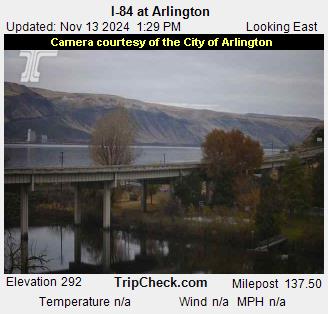 I-84 at Arlington
Updated: Nov 13 2024 1:29 PM Looking East
Camera courtesy of the City of Arlington
Elevation 292 TripCheck.com Milepost 137.50
Temperature n/a Wind n/a MPH n/a